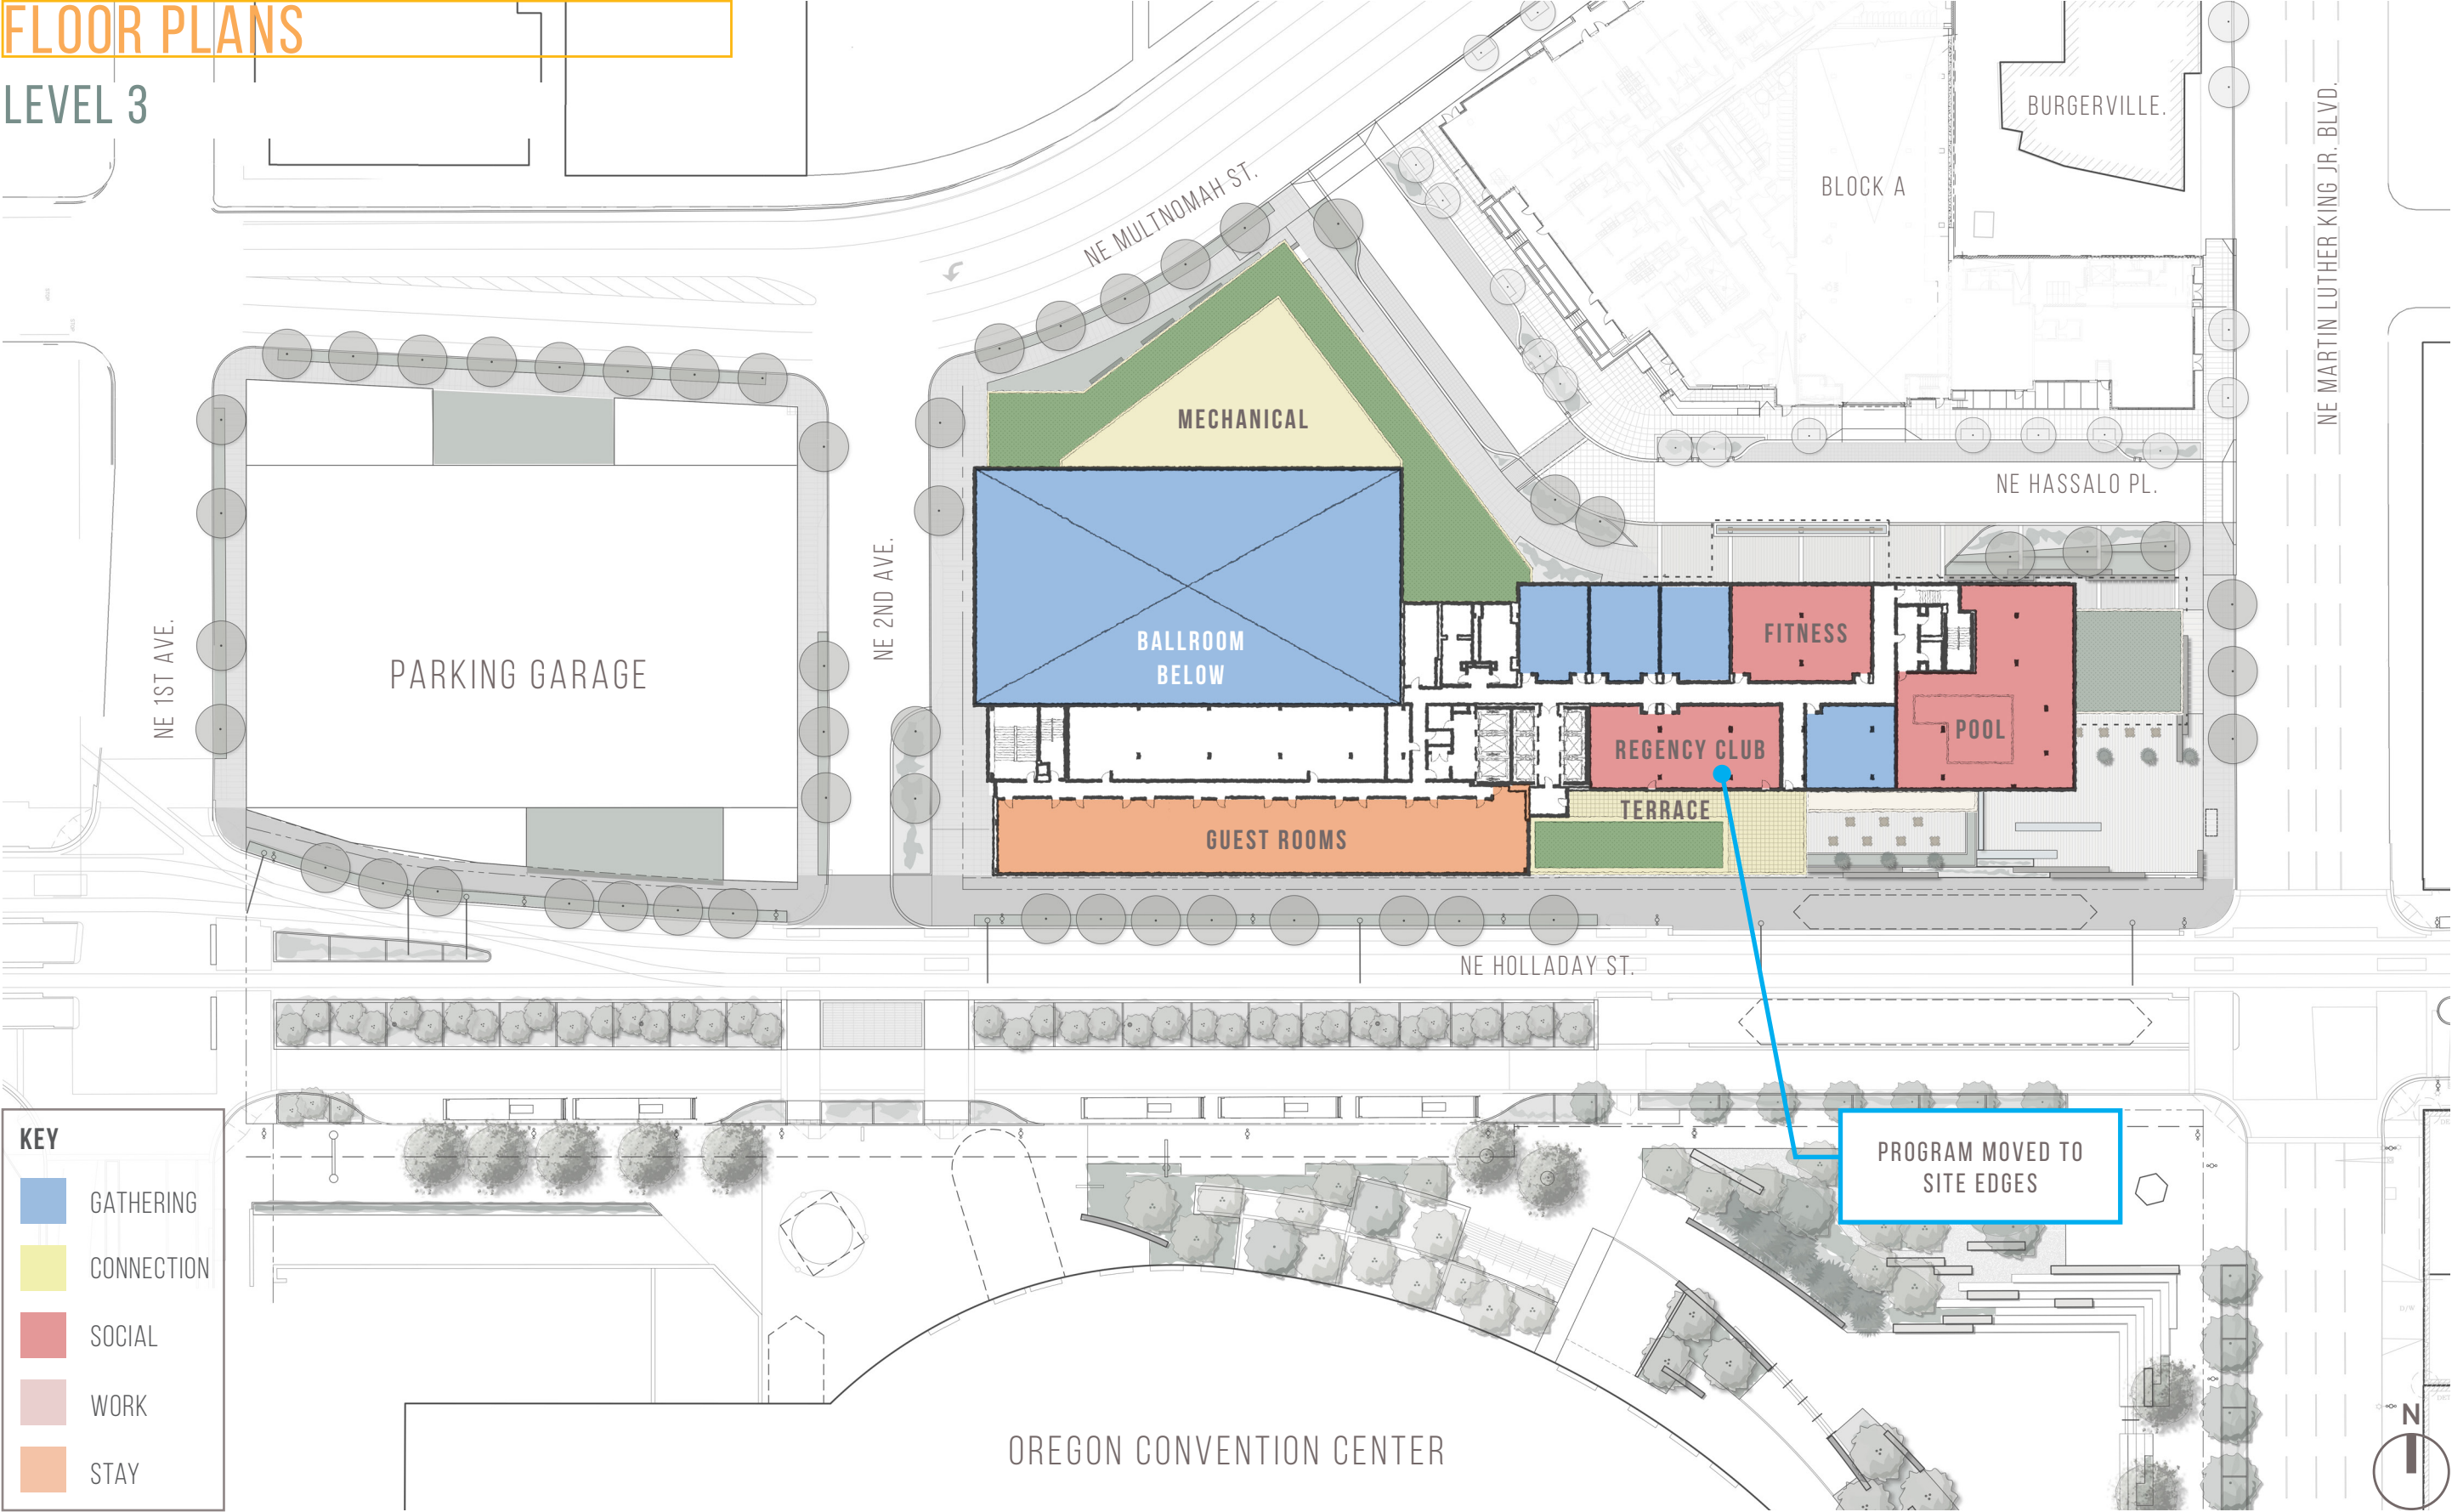 FLOOR PLANS
LEVEL 3
BURGERVILLE.
BLOCK A
NE MARTIN LUTHER KING JR. BLVD.
NE MULTNOMAH ST.
MECHANICAL
NE HASSALO PL.
NE 2ND AVE.
NE 1ST AVE.
PARKING GARAGE
BALLROOM
BELOW
FITNESS
REGENCY CLUB
POOL
TERRACE
GUEST ROOMS
NE HOLLADAY ST.
PROGRAM MOVED TO
SITE EDGES
KEY
GATHERING
CONNECTION
SOCIAL
WORK
STAY
OREGON CONVENTION CENTER
D/W
N